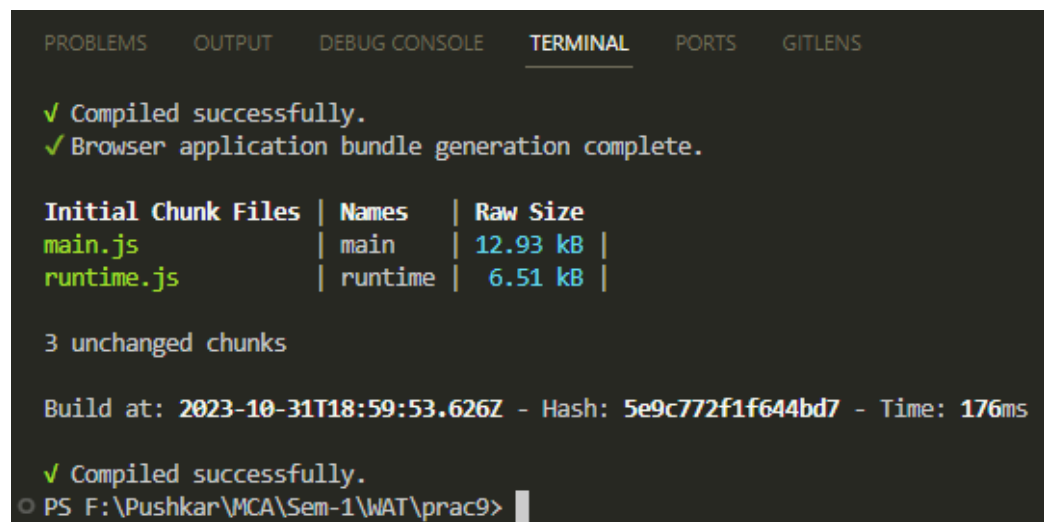 PROBLEMS OUTPUT DEBUG CONSOLE TERMINAL PORTS GITLENS
√ Compiled successfully.
✓ Browser application bundle generation complete.
Initial Chunk Files | Names | Raw Size
main.js | main | 12.93 kB |
runtime.js | runtime | 6.51 kB |
3 unchanged chunks
Build at: 2023-10-31T18:59:53.626Z - Hash: 5e9c772f1f644bd7 - Time: 176ms
√ Compiled successfully.
PS F:\Pushkar\MCA\Sem-1\WAT\prac9>